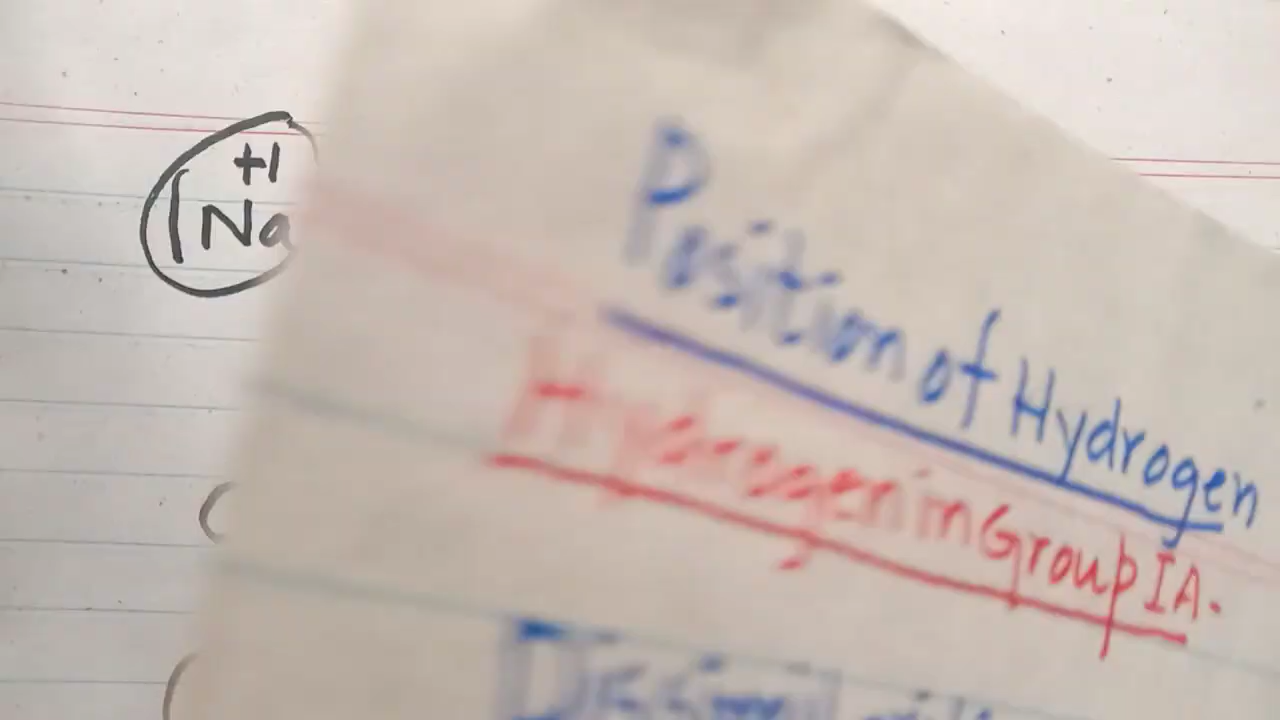 +1
Na
Position of Hydrogen
Hydrogen in Group IA.